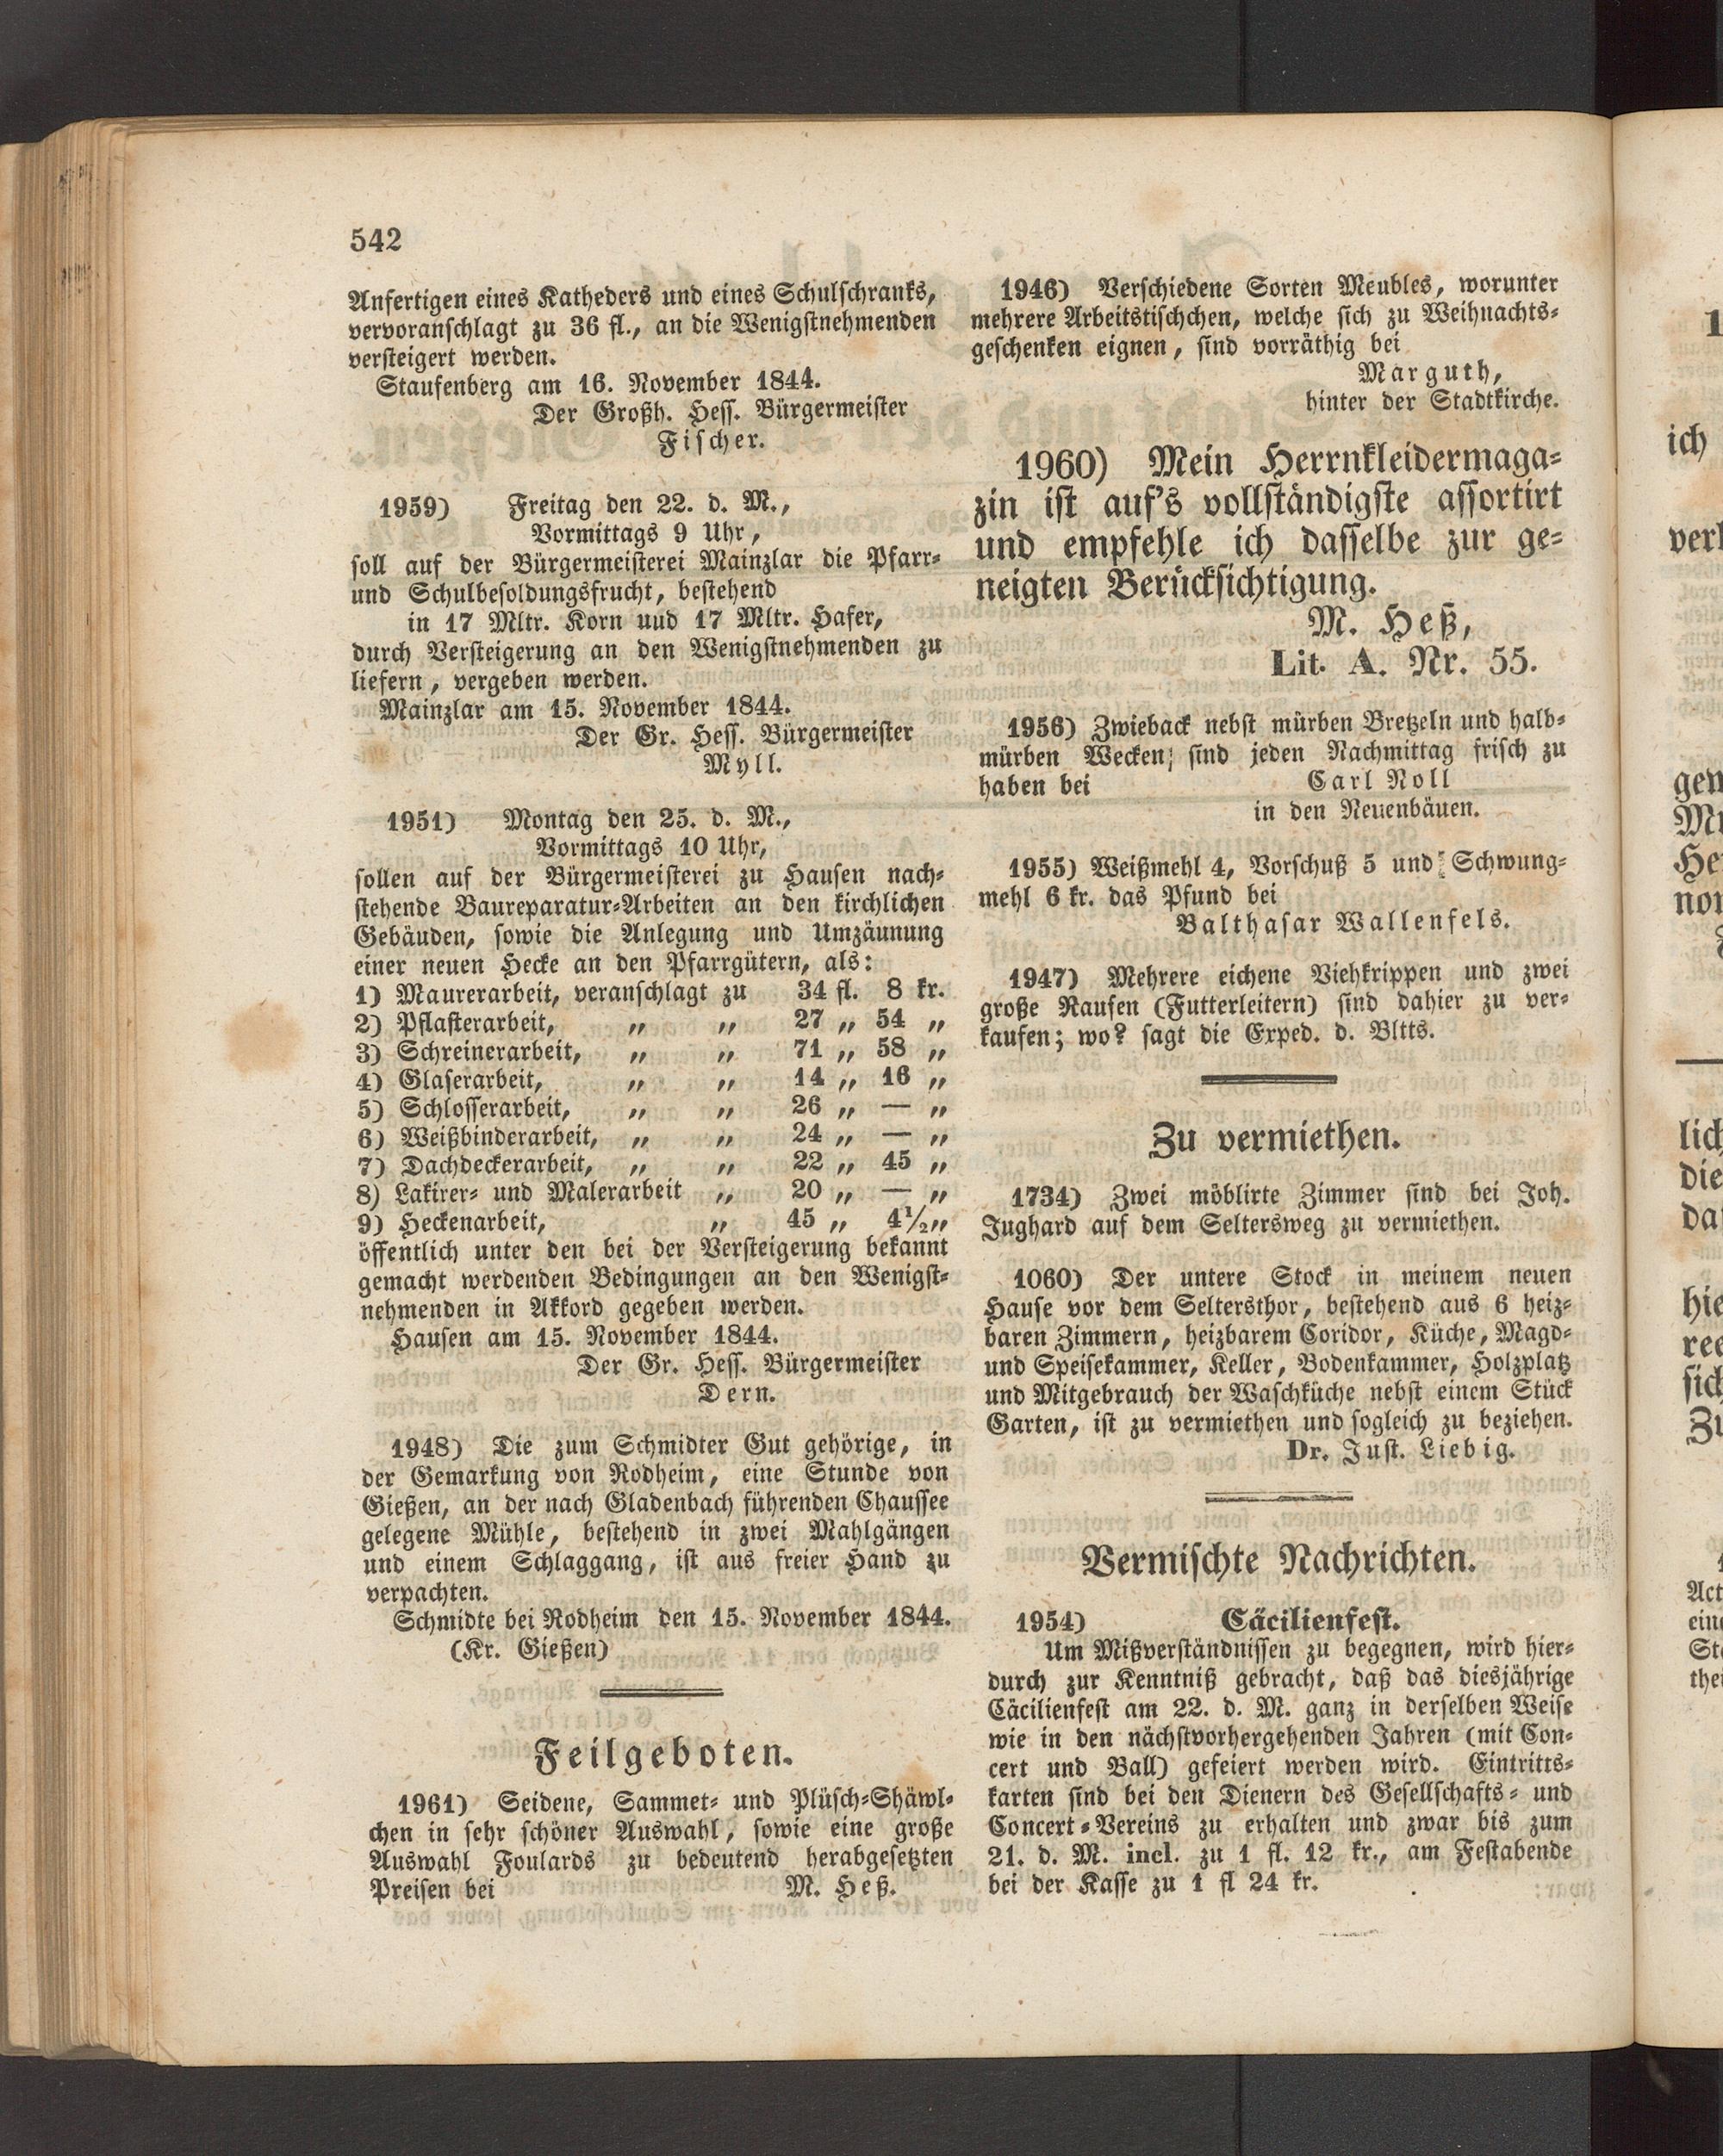 542
Anfertigen eines Katheders und eines Schulschranks,
vervoranschlagt zu 36 fl., an die Wenigstnehmenden
versteigert werden.
Staufenberg am 16. November 1844.
Der Großh. Hess. Bürgermeister
Fischer.
1959) Freitag den 22. d. M.,
Vormittags 9 Uhr,
soll auf der Bürgermeisterei Mainzlar die Pfarr-
und Schulbesoldungsfrucht, bestehend
in 17 Mltr. Korn uud 17 Mltr. Hafer,
durch Versteigerung an den Wenigstnehmenden zu
liefern, vergeben werden.
Mainzlar am 15. November 1844.
Der Gr. Hess. Bürgermeister
Myll.
1951) Montag den 25. d. M.,
Vormittags 10 Uhr,
sollen auf der Bürgermeisterei zu Hausen nach-
stehende Baureparatur-Arbeiten an den kirchlichen
Gebäuden, sowie die Anlegung und Umzäunung
einer neuen Hecke an den Pfarrgütern, als:
1) Maurerarbeit, veranschlagt zu 34 fl. 8 kr.
2) Pflasterarbeit, „ „ 27 „ 54 „
3) Schreinerarbeit, „ „ 71 „ 58 „
4) Glaserarbeit, „ „ 14 „ 16 „
5) Schlosserarbeit, „ „ 26 „ — „
6) Weißbinderarbeit, „ „ 24 „ — „
7) Dachdeckerarbeit, „ „ 22 „ 45 „
8) Lakirer- und Malerarbeit „ 20 „ — „
9) Heckenarbeit, „ 45 „ 4½ „
öffentlich unter den bei der Versteigerung bekannt
gemacht werdenden Bedingungen an den Wenigst-
nehmenden in Akkord gegeben werden.
Hausen am 15. November 1844.
Der Gr. Hess. Bürgermeister
Dern.
1948) Die zum Schmidter Gut gehörige, in
der Gemarkung von Rodheim, eine Stunde von
Gießen, an der nach Gladenbach führenden Chaussee
gelegene Mühle, bestehend in zwei Mahlgängen
und einem Schlaggang, ist aus freier Hand zu
verpachten.
Schmidte bei Rodheim den 15. November 1844.
(Kr. Gießen)
Feilgeboten.
1961) Seidene, Sammet- und Plüsch-Shäwl-
chen in sehr schöner Auswahl, sowie eine große
Auswahl Foulards zu bedeutend herabgesetzten
Preisen bei M. Heß.
1946) Verschiedene Sorten Meubles, worunter
mehrere Arbeitstischchen, welche sich zu Weihnachts-
geschenken eignen, sind vorräthig bei
Marguth,
hinter der Stadtkirche.
1960) Mein Herrnkleidermaga-
zin ist auf's vollständigste assortirt
und empfehle ich dasselbe zur ge-
neigten Berücksichtigung.
M. Heß,
Lit. A. Nr. 55.
1956) Zwieback nebst mürben Bretzeln und halb-
mürben Wecken; sind jeden Nachmittag frisch zu
haben bei Carl Noll
in den Neuenbäuen.
1955) Weißmehl 4, Vorschuß 5 und Schwung-
mehl 6 kr. das Pfund bei
Balthasar Wallenfels.
1947) Mehrere eichene Viehkrippen und zwei
große Raufen (Futterleitern) sind dahier zu ver-
kaufen; wo? sagt die Exped. d. Bltts.
Zu vermiethen.
1734) Zwei möblirte Zimmer sind bei Joh.
Jughard auf dem Seltersweg zu vermiethen.
1060) Der untere Stock in meinem neuen
Hause vor dem Seltersthor, bestehend aus 6 heiz-
baren Zimmern, heizbarem Coridor, Küche, Magd-
und Speisekammer, Keller, Bodenkammer, Holzplatz
und Mitgebrauch der Waschküche nebst einem Stück
Garten, ist zu vermiethen und sogleich zu beziehen.
Dr. Just. Liebig.
Vermischte Nachrichten.
1954) Cäcilienfest.
Um Mißverständnissen zu begegnen, wird hier-
durch zur Kenntniß gebracht, daß das diesjährige
Cäcilienfest am 22. d. M. ganz in derselben Weise
wie in den nächstvorhergehenden Jahren (mit Con-
cert und Ball) gefeiert werden wird. Eintritts-
karten sind bei den Dienern des Gesellschafts- und
Concert-Vereins zu erhalten und zwar bis zum
21. d. M. incl. zu 1 fl. 12 kr., am Festabende
bei der Kasse zu 1 fl 24 kr.